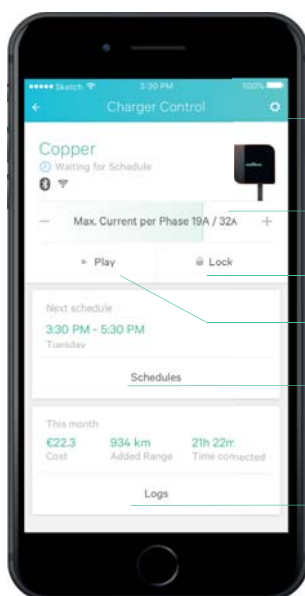 Sketch 3:30 PM 100%
Charger Control
Copper
Waiting for Schedule
Max. Current per Phase 19A / 32A
Play Lock
Next schedule
3:30 PM - 5:30 PM
Tuesday
Schedules
This month
€22.3 934 km 21h 22m
Cost Added Range Time connected
Logs